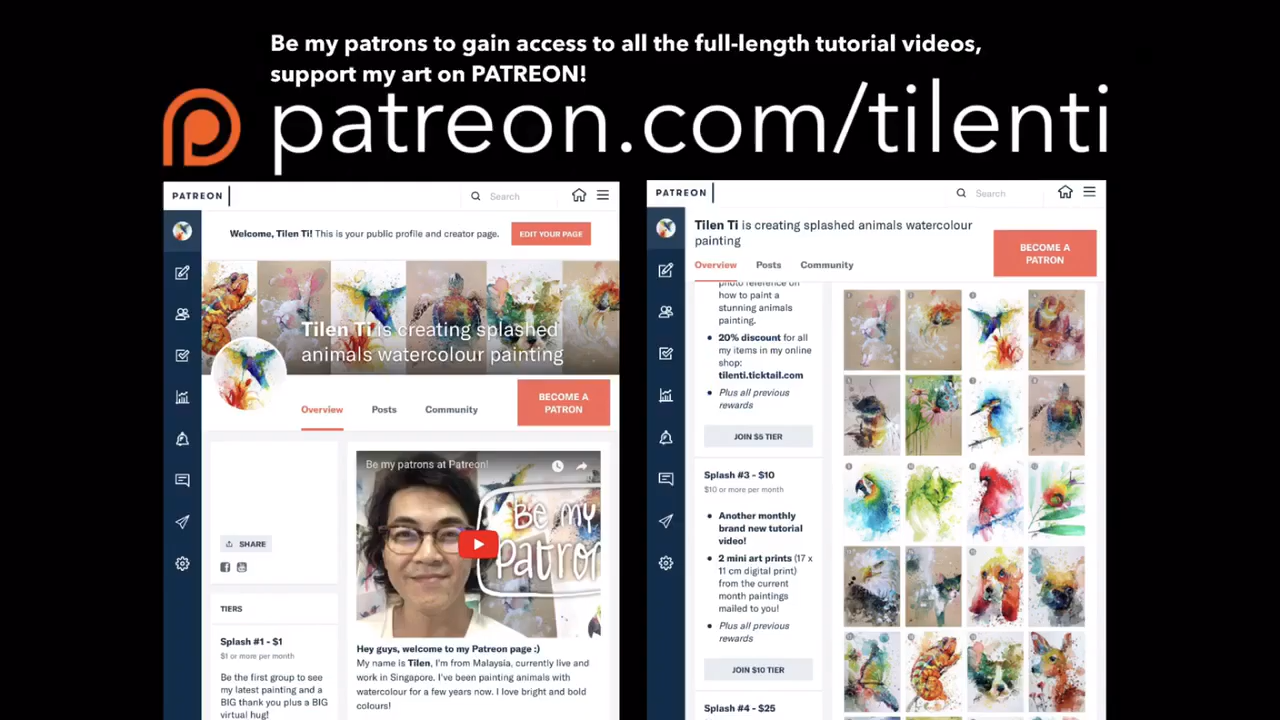 Be my patrons to gain access to all the full-length tutorial videos,
support my art on PATREON!
patreon.com/tilenti
PATREON
Search
Welcome, Tilen Ti! This is your public profile and creator page.
EDIT YOUR PAGE
Tilen Ti is creating splashed
animals watercolour painting
Overview
Posts
Community
BECOME A
PATRON
Be my patrons at Patreon!
Be my
Patron
SHARE
TIERS
Splash #1 - $1
$1 or more per month
Be the first group to see
my latest painting and a
BIG thank you plus a BIG
virtual hug!
Hey guys, welcome to my Patreon page :)
My name is Tilen, I'm from Malaysia, currently live and
work in Singapore. I've been painting animals with
watercolour for a few years now. I love bright and bold
colours!
PATREON
Search
Tilen Ti is creating splashed animals watercolour
painting
BECOME A
PATRON
Overview
Posts
Community
photo reference on
how to paint a
stunning animals
painting.
20% discount for all
my items in my online
shop:
tilenti.ticktail.com
Plus all previous
rewards
JOIN $5 TIER
Splash #3 - $10
$10 or more per month
Another monthly
brand new tutorial
video!
2 mini art prints (17 x
11 cm digital print)
from the current
month paintings
mailed to you!
Plus all previous
rewards
JOIN $10 TIER
Splash #4 - $25